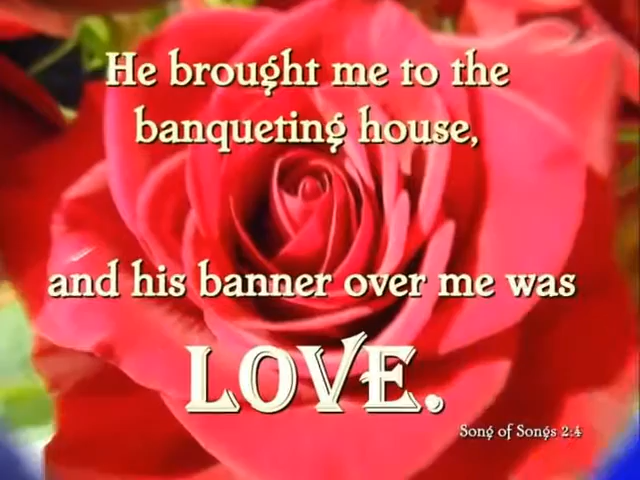 He brought me to the
banqueting house,
and his banner over me was
LOVE.
Song of Songs 2:4